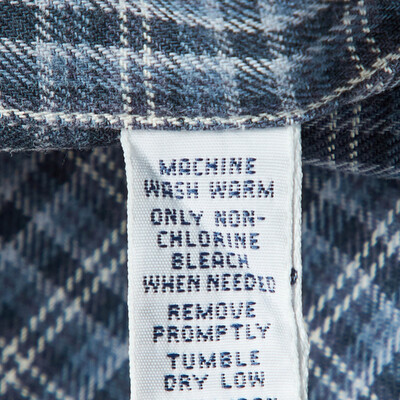 MACHINE
WASH WARM
ONLY NON-
CHLORINE
BLEACH
WHEN NEEDED
REMOVE
PROMPTLY
TUMBLE
DRY LOW